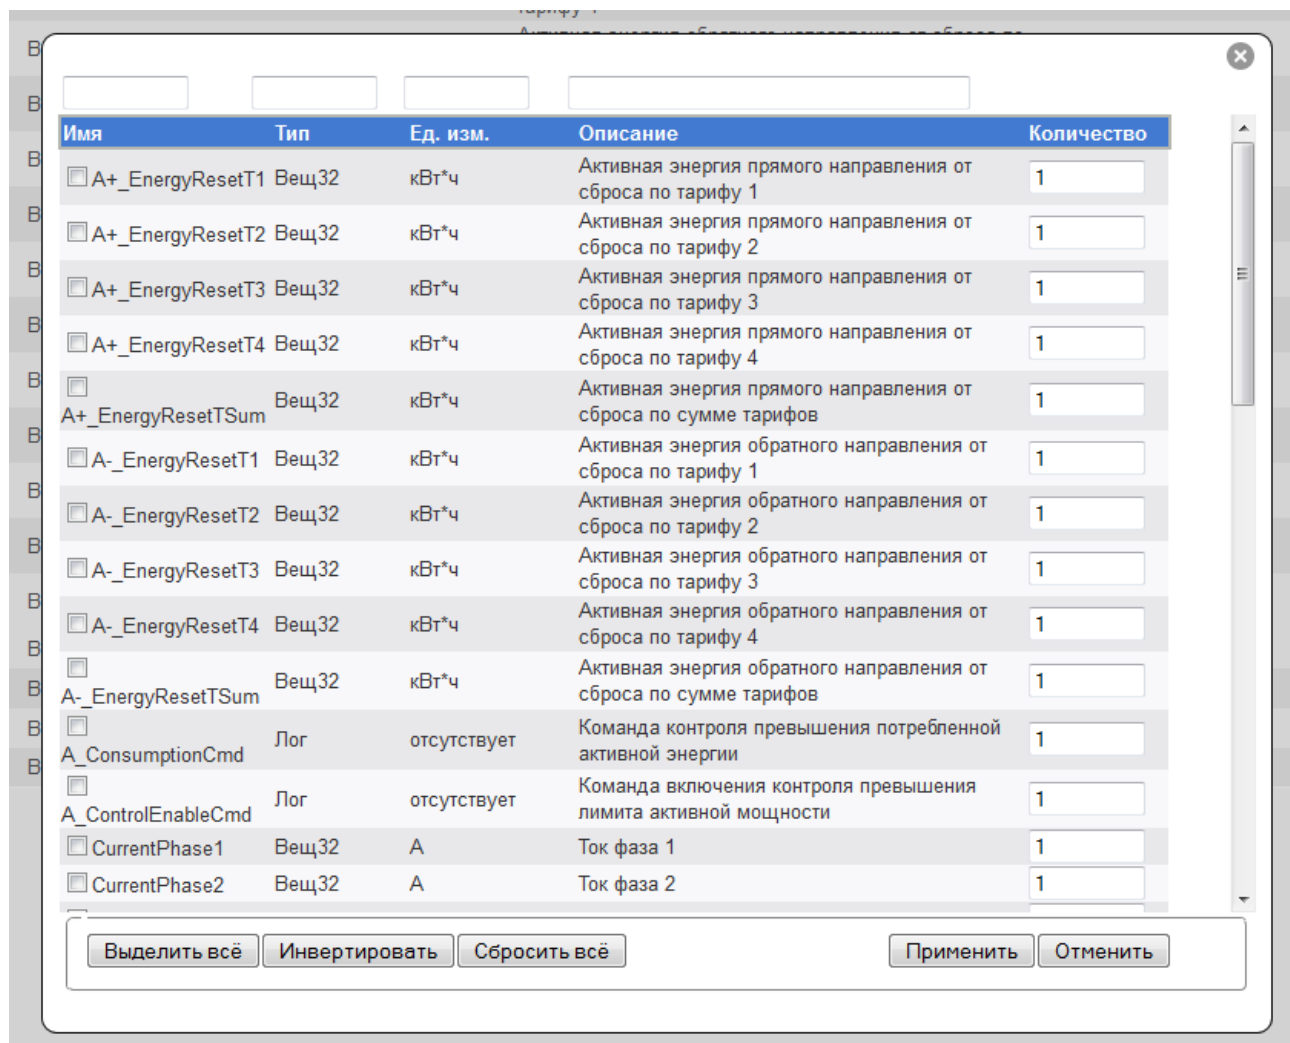 Имя Тип Ед. изм. Описание Количество
A+_EnergyResetT1 Вещ32 кВт*ч Активная энергия прямого направления от 1
сброса по тарифу 1
A+_EnergyResetT2 Вещ32 кВт*ч Активная энергия прямого направления от 1
сброса по тарифу 2
A+_EnergyResetT3 Вещ32 кВт*ч Активная энергия прямого направления от 1
сброса по тарифу 3
A+_EnergyResetT4 Вещ32 кВт*ч Активная энергия прямого направления от 1
сброса по тарифу 4
A+_EnergyResetTSum Вещ32 кВт*ч Активная энергия прямого направления от 1
сброса по сумме тарифов
A-_EnergyResetT1 Вещ32 кВт*ч Активная энергия обратного направления от 1
сброса по тарифу 1
A-_EnergyResetT2 Вещ32 кВт*ч Активная энергия обратного направления от 1
сброса по тарифу 2
A-_EnergyResetT3 Вещ32 кВт*ч Активная энергия обратного направления от 1
сброса по тарифу 3
A-_EnergyResetT4 Вещ32 кВт*ч Активная энергия обратного направления от 1
сброса по тарифу 4
A-_EnergyResetTSum Вещ32 кВт*ч Активная энергия обратного направления от 1
сброса по сумме тарифов
A_ConsumptionCmd Лог отсутствует Команда контроля превышения потребленной 1
активной энергии
A_ControlEnableCmd Лог отсутствует Команда включения контроля превышения 1
лимита активной мощности
CurrentPhase1 Вещ32 А Ток фаза 1 1
CurrentPhase2 Вещ32 А Ток фаза 2 1
Выделить всё Инвертировать Сбросить всё Применить Отменить